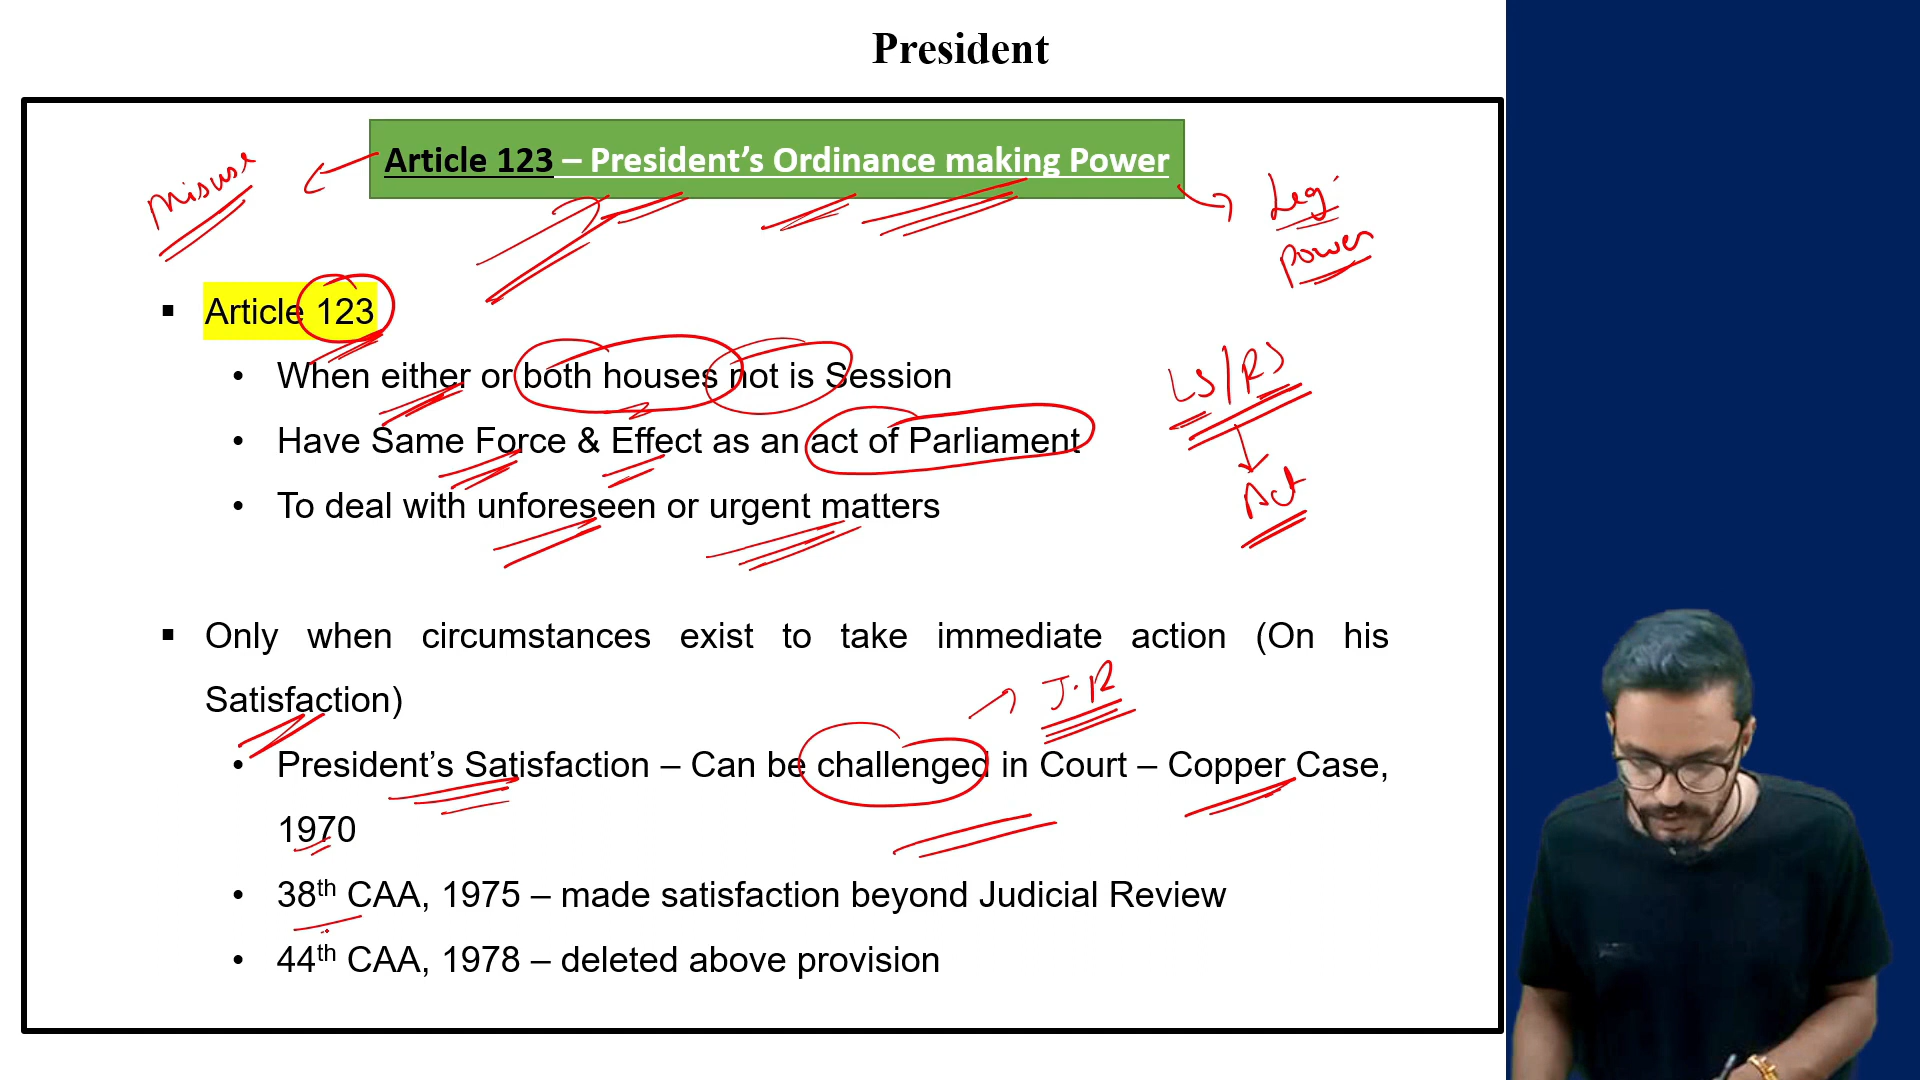 President
Article 123 – President’s Ordinance making Power
Misuse
Leg.
Power
▪ Article 123
• When either or both houses not is Session
LS/RS
• Have Same Force & Effect as an act of Parliament
Act
• To deal with unforeseen or urgent matters
▪ Only when circumstances exist to take immediate action (On his
Satisfaction)
J.R
• President’s Satisfaction – Can be challenged in Court – Copper Case,
1970
• 38th CAA, 1975 – made satisfaction beyond Judicial Review
• 44th CAA, 1978 – deleted above provision